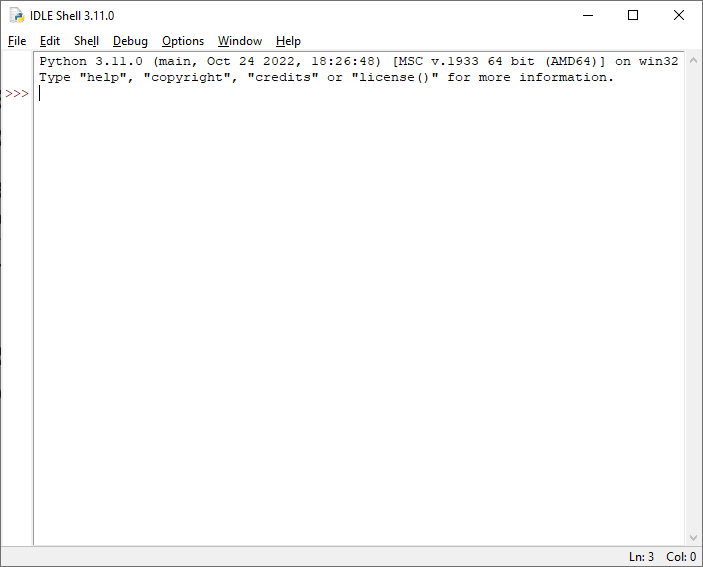 IDLE Shell 3.11.0
File Edit Shell Debug Options Window Help
Python 3.11.0 (main, Oct 24 2022, 18:26:48) [MSC v.1933 64 bit (AMD64)] on win32
Type "help", "copyright", "credits" or "license()" for more information.
>>>
Ln: 3 Col: 0